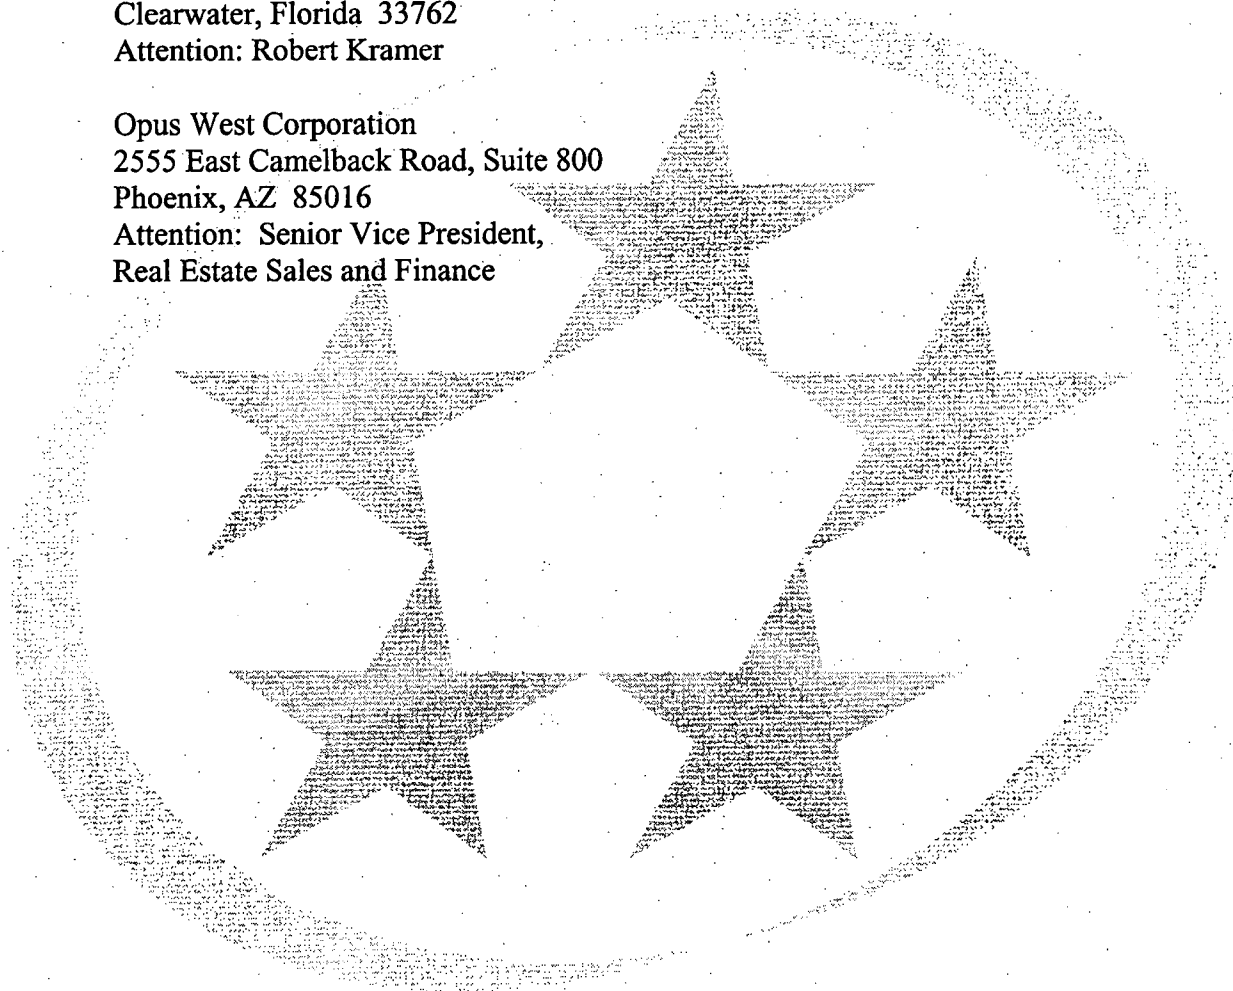 Clearwater, Florida 33762
Attention: Robert Kramer
Opus West Corporation
2555 East Camelback Road, Suite 800
Phoenix, AZ 85016
Attention: Senior Vice President,
Real Estate Sales and Finance